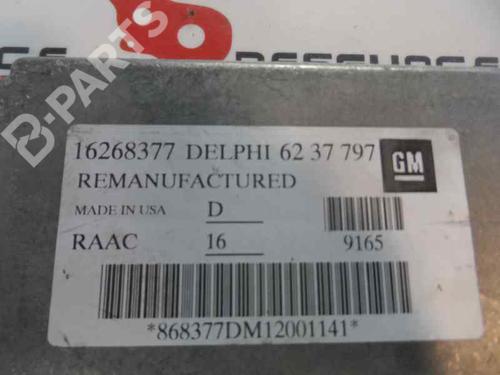 B-PARTS
16268377 DELPHI 62 37 797
GM
REMANUFACTURED
MADE IN USA D
RAAC 16 9165
*868377DM12001141*